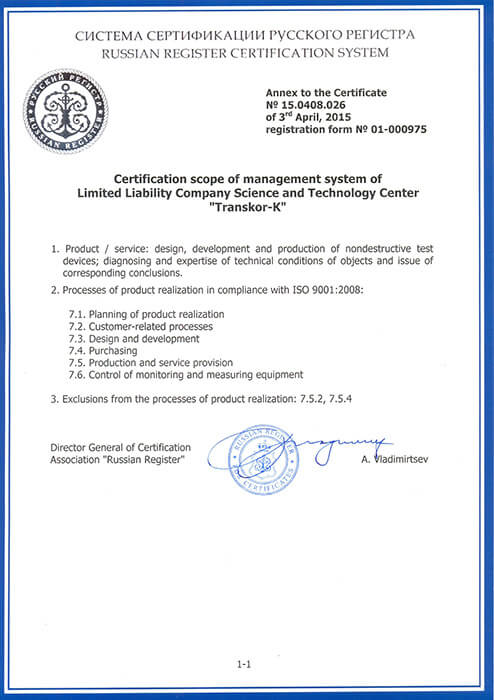 СИСТЕМА СЕРТИФИКАЦИИ РУССКОГО РЕГИСТРА
RUSSIAN REGISTER CERTIFICATION SYSTEM
РУССКИЙ РЕГИСТР
RUSSIAN REGISTER
Annex to the Certificate
№ 15.0408.026
of 3rd April, 2015
registration form № 01-000975
Certification scope of management system of
Limited Liability Company Science and Technology Center
"Transkor-K"
1. Product / service: design, development and production of nondestructive test
devices; diagnosing and expertise of technical conditions of objects and issue of
corresponding conclusions.
2. Processes of product realization in compliance with ISO 9001:2008:
7.1. Planning of product realization
7.2. Customer-related processes
7.3. Design and development
7.4. Purchasing
7.5. Production and service provision
7.6. Control of monitoring and measuring equipment
3. Exclusions from the processes of product realization: 7.5.2, 7.5.4
Director General of Certification
Association "Russian Register"
RUSSIAN REGISTER
FOR CERTIFICATES
A. Vladimirtsev
1-1